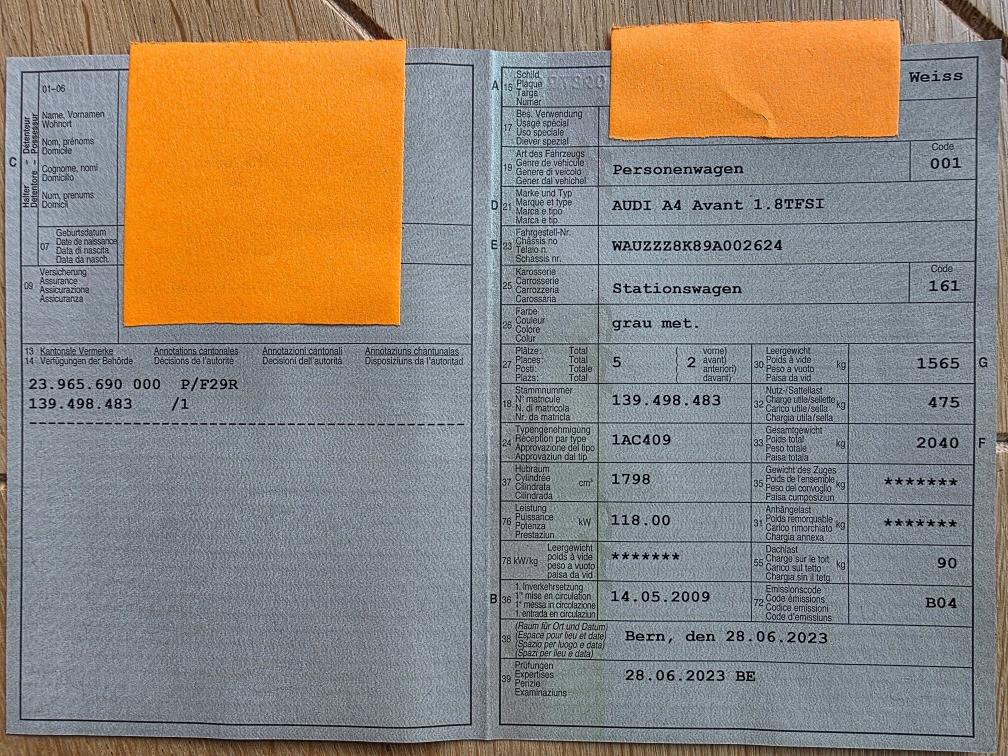 C
Halter - Détenteur
Detentore - Possessur
01-06
Name, Vornamen
Wohnort
Nom, prénoms
Domicile
Cognome, nomi
Domicilio
Num, prenums
Domicil
07
Geburtsdatum
Date de naissance
Data di nascita
Data da nasch.
09
Versicherung
Assurance
Assicurazione
Assicuranza
13 Kantonale Vermerke Annotations cantonales Annotazioni cantonali Annotaziuns chantunalas
14 Verfügungen der Behörde Décisions de l'autorité Decisioni dell'autorità Disposiziuns da l'autoritad
23.965.690 000 P/F29R
139.498.483 /1
A 15
Schild
Plaque
Targa
Numer
Weiss
17
Bes. Verwendung
Usage spécial
Uso speciale
Diever spezial
19
Art des Fahrzeugs
Genre de véhicule
Genere di veicolo
Gener dal vehichel
Personenwagen
Code
001
D 21
Marke und Typ
Marque et type
Marca e tipo
Marca e tip
AUDI A4 Avant 1.8TFSI
E 23
Fahrgestell-Nr.
Châssis no
Telaio n.
Schassis nr.
WAUZZZ8K89A002624
25
Karosserie
Carrosserie
Carrozzeria
Carossaria
Stationswagen
Code
161
26
Farbe
Couleur
Colore
Colur
grau met.
27
Plätze: Total
Places: Total
Posti: Totale
Plazs: Total
5 2
vorne)
avant)
anteriori)
davant)
30
Leergewicht
Poids à vide
Peso a vuoto
Paisa da vid
kg
1565
G
18
Stammnummer
N° matricule
N. di matricola
Nr. da matricla
139.498.483
32
Nutz-/Sattellast
Charge utile/sellette
Carico utile/sella
Chargia utila/sella
kg
475
24
Typengenehmigung
Réception par type
Approvazione del tipo
Approvaziun dal tip
1AC409
33
Gesamtgewicht
Poids total
Peso totale
Paisa totala
kg
2040
F
37
Hubraum
Cylindrée
Cilindrata
Cilindrada
cm³
1798
35
Gewicht des Zuges
Poids de l'ensemble
Peso del convoglio
Paisa cumposiziun
kg
*******
76
Leistung
Puissance
Potenza
Prestaziun
kW
118.00
31
Anhängelast
Poids remorquable
Carico rimorchiato
Chargia annexa
kg
*******
78 kW/kg
Leergewicht
poids à vide
peso a vuoto
paisa da vid
*******
55
Dachlast
Charge sur le toit
Carico sul tetto
Chargia sin il tetg
kg
90
B 36
1. Inverkehrsetzung
1re mise en circulation
1a messa in circolazione
1. entrada en circulaziun
14.05.2009
72
Emissionscode
Code émissions
Codice emissioni
Code d'emissiuns
B04
38
(Raum für Ort und Datum)
(Espace pour lieu et date)
(Spazio per luogo e data)
(Spazi per lieu e data)
Bern, den 28.06.2023
39
Prüfungen
Expertises
Perizie
Examinaziuns
28.06.2023 BE